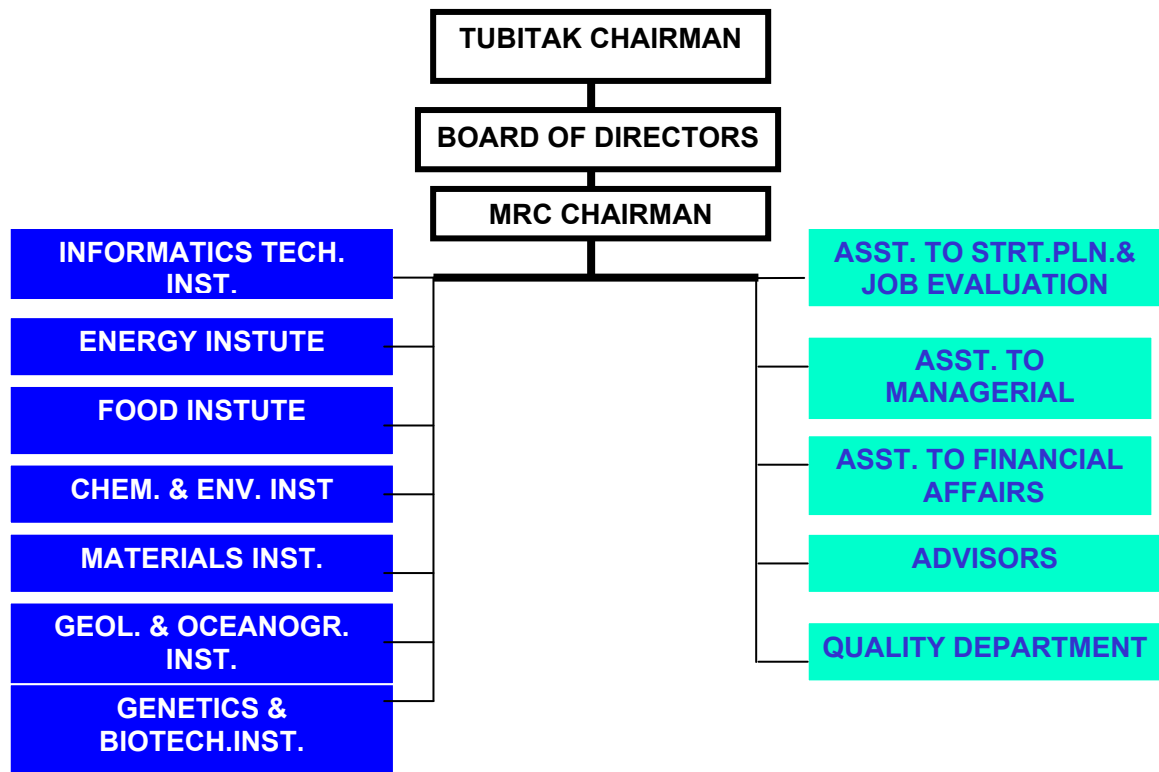 TUBITAK CHAIRMAN
BOARD OF DIRECTORS
MRC CHAIRMAN
INFORMATICS TECH.
INST.
ENERGY INSTUTE
FOOD INSTUTE
CHEM. & ENV. INST
MATERIALS INST.
GEOL. & OCEANOGR.
INST.
GENETICS &
BIOTECH.INST.
ASST. TO STRT.PLN.&
JOB EVALUATION
ASST. TO
MANAGERIAL
ASST. TO FINANCIAL
AFFAIRS
ADVISORS
QUALITY DEPARTMENT